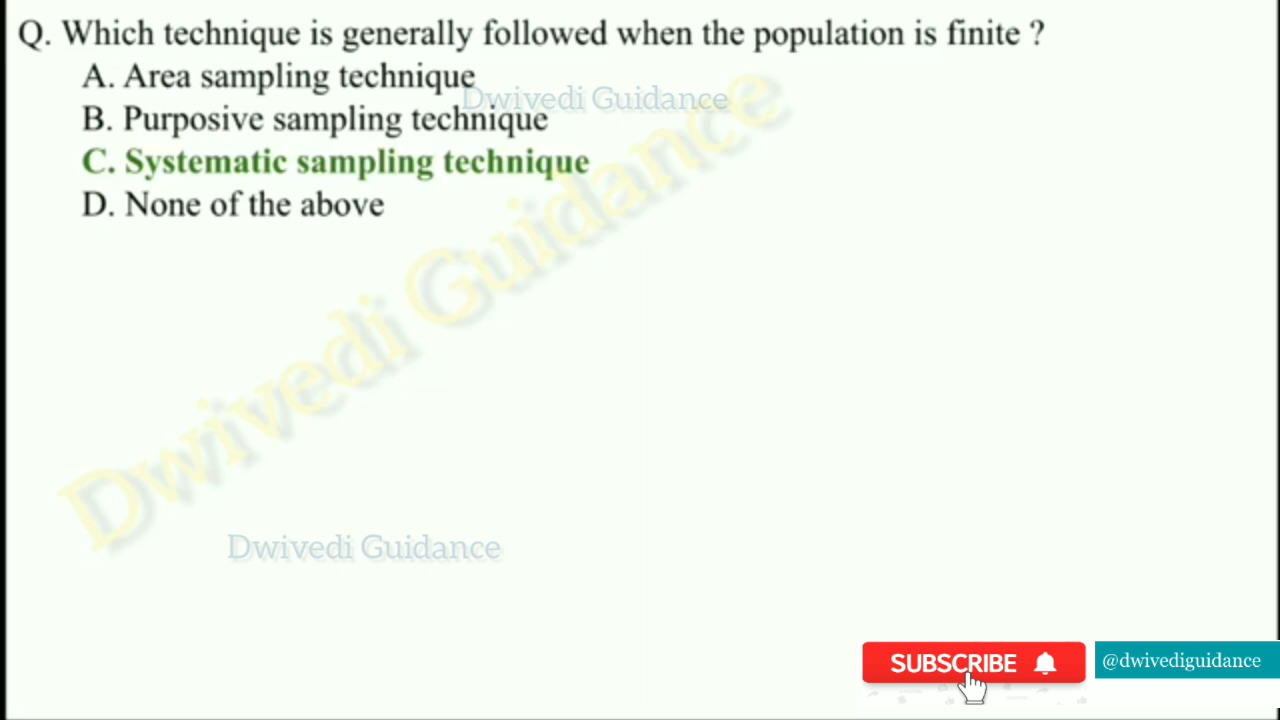 Q. Which technique is generally followed when the population is finite ?
A. Area sampling technique
Dwivedi Guidance
B. Purposive sampling technique
C. Systematic sampling technique
D. None of the above
Dwivedi Guidance
Dwivedi Guidance
SUBSCRIBE
@dwivediguidance